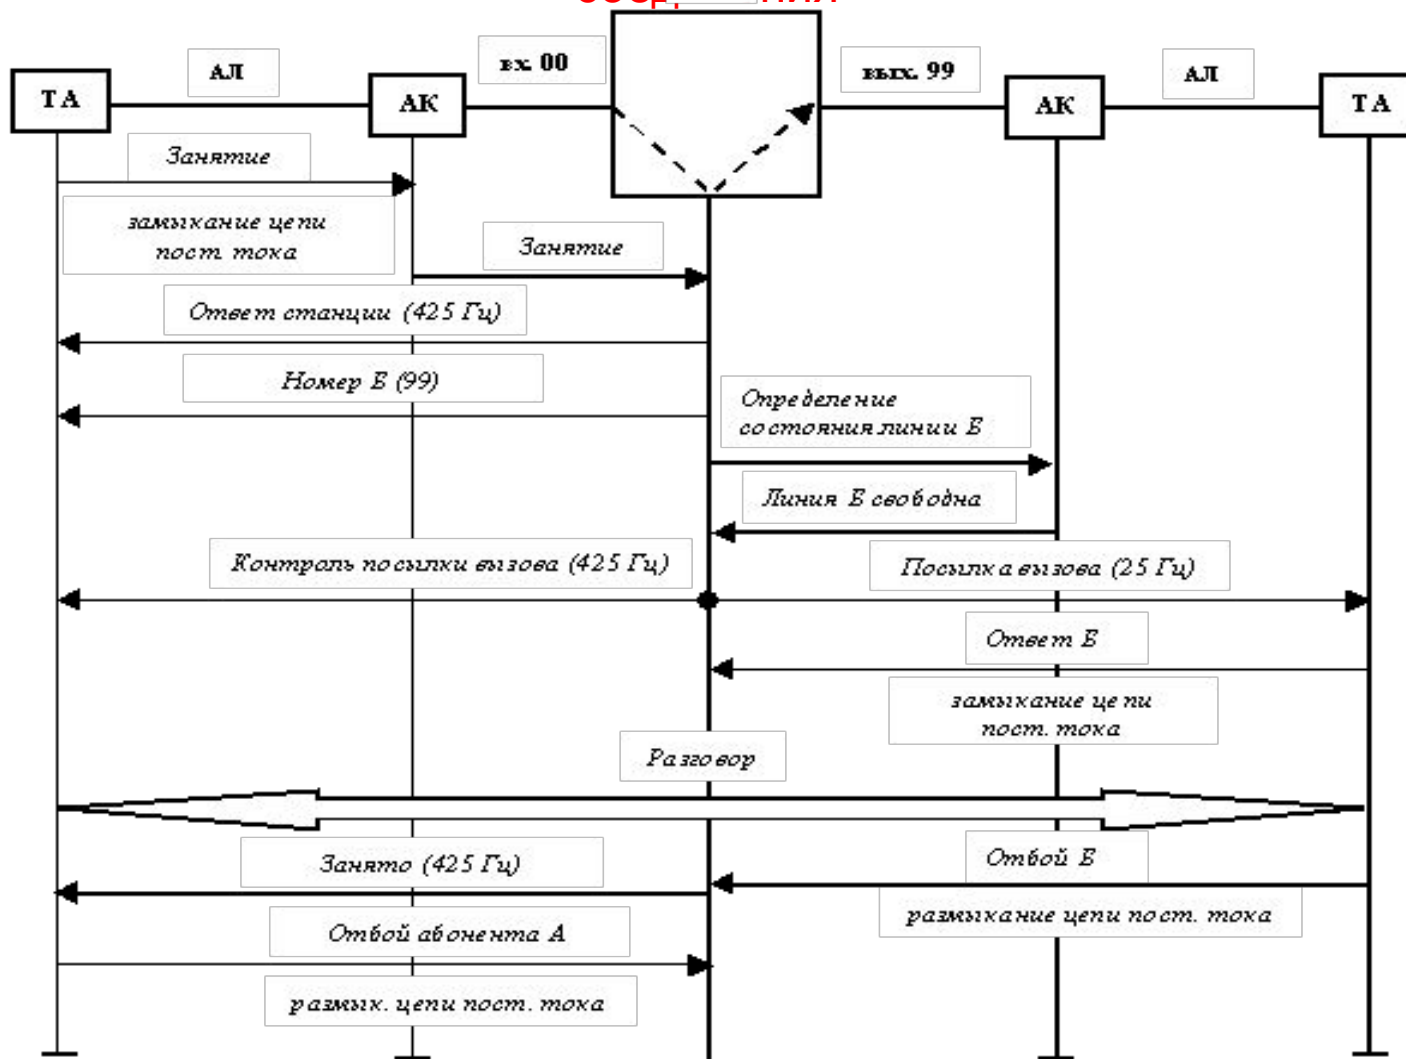 АЛ
вх. 00
вых. 99
АЛ
ТА
АК
АК
ТА
Занятие
замыкание цепи
пост. тока
Занятие
Ответ станции (425 Гц)
Номер Б (99)
Определение
состояния линии Б
Линия Б свободна
Контроль посылки вызова (425 Гц)
Посылка вызова (25 Гц)
Ответ Б
замыкание цепи
пост. тока
Разговор
Занято (425 Гц)
Отбой Б
размыкание цепи пост. тока
Отбой абонента А
размык. цепи пост. тока